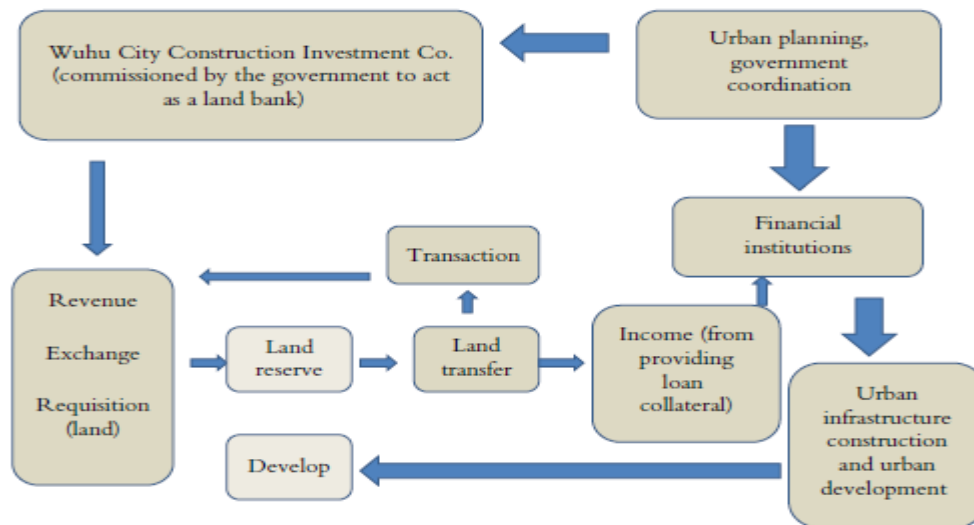 Wuhu City Construction Investment Co.
(commissioned by the government to act
as a land bank)
Urban planning,
government
coordination
Financial
institutions
Transaction
Revenue
Exchange
Requisition
(land)
Land
reserve
Land
transfer
Income (from
providing
loan
collateral)
Urban
infrastructure
construction
and urban
development
Develop